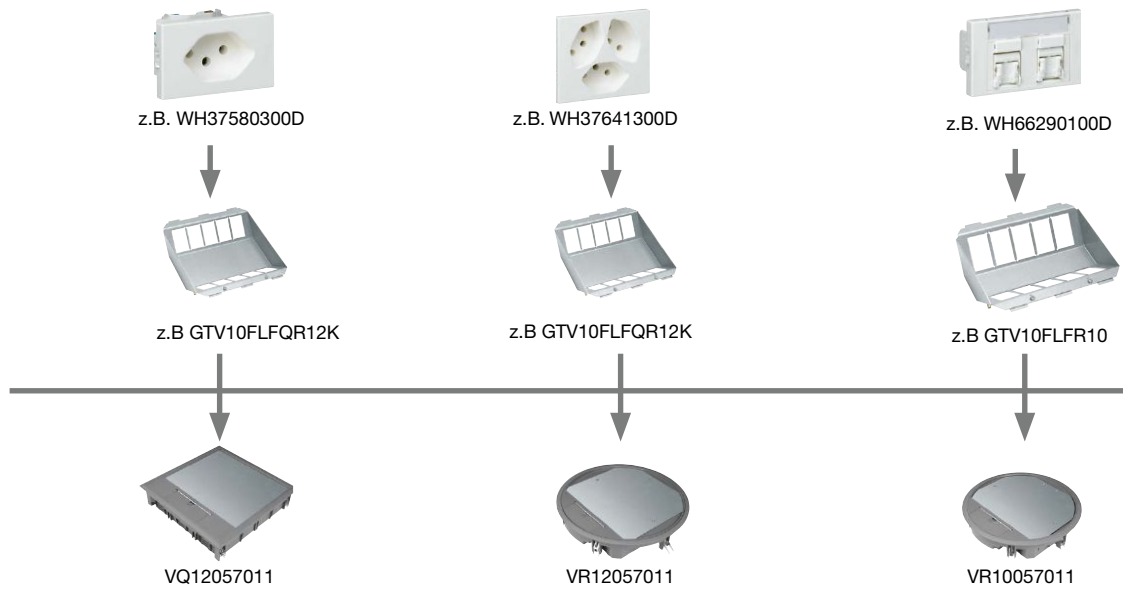 z.B. WH37580300D
z.B. WH37641300D
z.B. WH66290100D
z.B GTV10FLFQR12K
z.B GTV10FLFQR12K
z.B GTV10FLFR10
VQ12057011
VR12057011
VR10057011